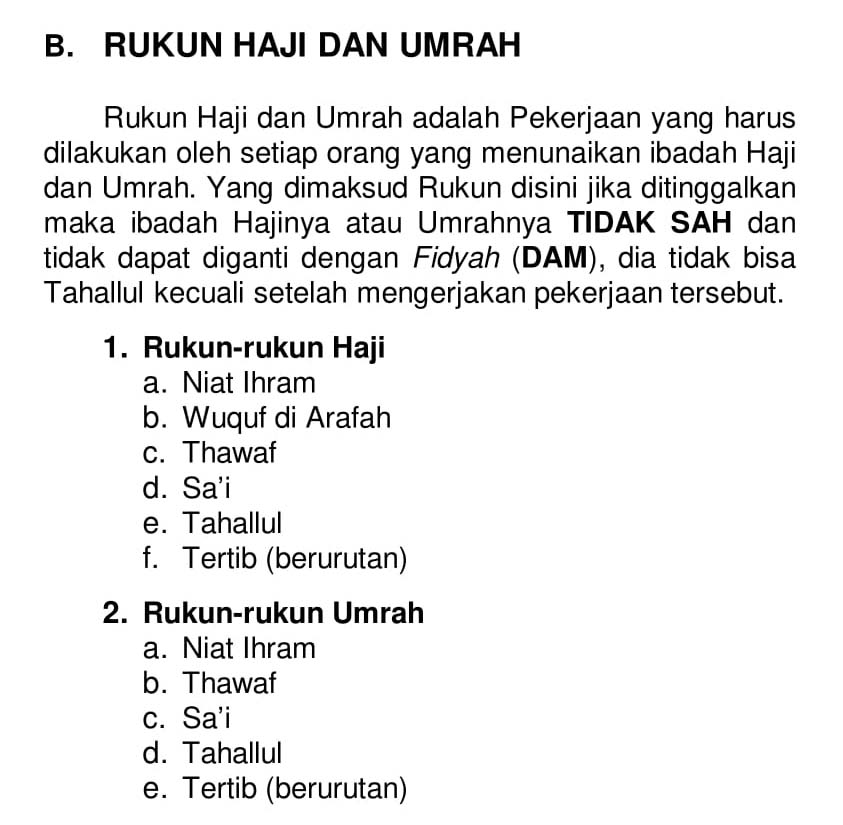 B. RUKUN HAJI DAN UMRAH
Rukun Haji dan Umrah adalah Pekerjaan yang harus
dilakukan oleh setiap orang yang menunaikan ibadah Haji
dan Umrah. Yang dimaksud Rukun disini jika ditinggalkan
maka ibadah Hajinya atau Umrahnya TIDAK SAH dan
tidak dapat diganti dengan Fidyah (DAM), dia tidak bisa
Tahallul kecuali setelah mengerjakan pekerjaan tersebut.
1. Rukun-rukun Haji
a. Niat Ihram
b. Wuquf di Arafah
c. Thawaf
d. Sa’i
e. Tahallul
f. Tertib (berurutan)
2. Rukun-rukun Umrah
a. Niat Ihram
b. Thawaf
c. Sa’i
d. Tahallul
e. Tertib (berurutan)